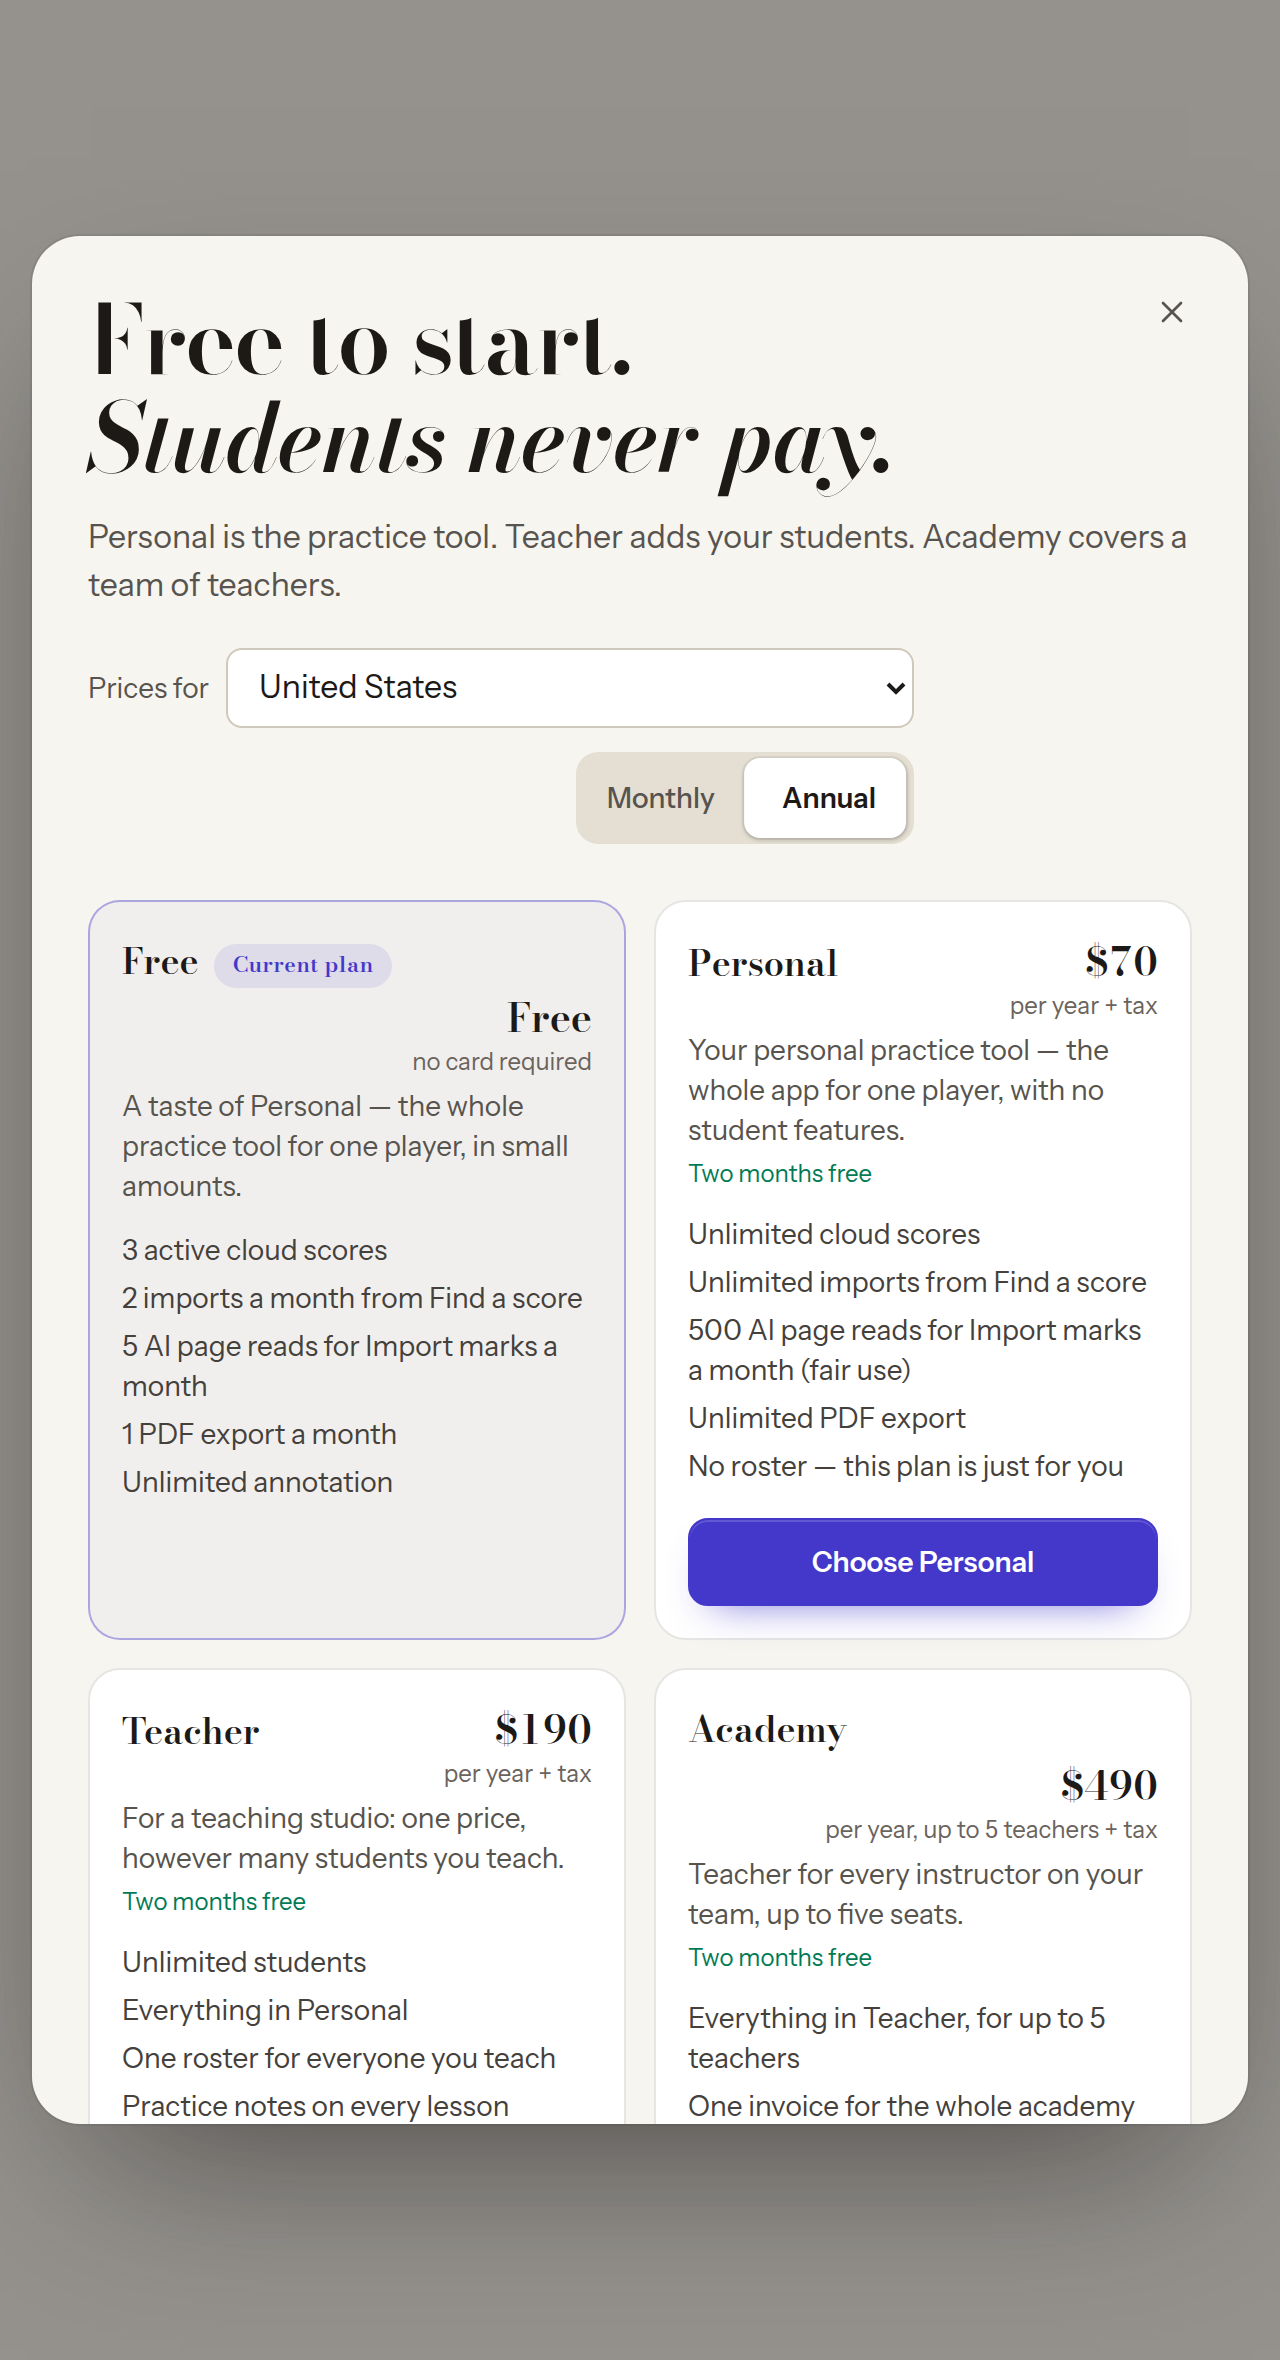 Free to start.
Students never pay.
Personal is the practice tool. Teacher adds your students. Academy covers a
team of teachers.
Prices for
United States
Monthly
Annual
Free
Current plan
Free
no card required
A taste of Personal — the whole
practice tool for one player, in small
amounts.
3 active cloud scores
2 imports a month from Find a score
5 AI page reads for Import marks a
month
1 PDF export a month
Unlimited annotation
Personal
$70
per year + tax
Your personal practice tool — the
whole app for one player, with no
student features.
Two months free
Unlimited cloud scores
Unlimited imports from Find a score
500 AI page reads for Import marks
a month (fair use)
Unlimited PDF export
No roster — this plan is just for you
Choose Personal
Teacher
$190
per year + tax
For a teaching studio: one price,
however many students you teach.
Two months free
Unlimited students
Everything in Personal
One roster for everyone you teach
Practice notes on every lesson
Academy
$490
per year, up to 5 teachers + tax
Teacher for every instructor on your
team, up to five seats.
Two months free
Everything in Teacher, for up to 5
teachers
One invoice for the whole academy